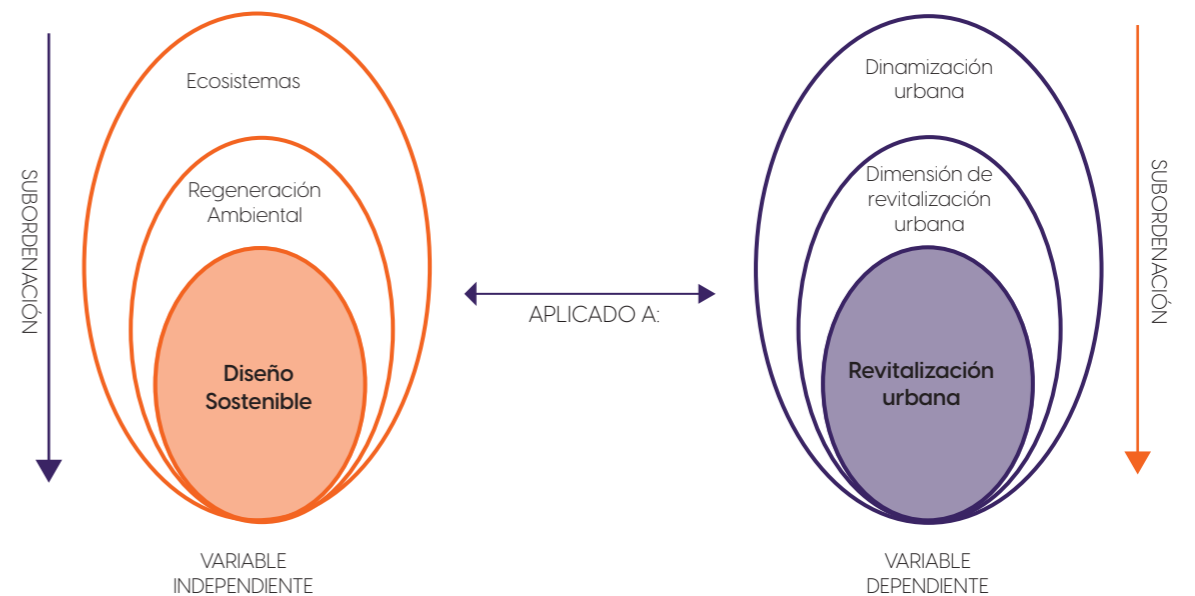 SUBORDENACIÓN
Ecosistemas
Regeneración
Ambiental
Diseño
Sostenible
VARIABLE
INDEPENDIENTE
APLICADO A:
Dinamización
urbana
Dimensión de
revitalización
urbana
Revitalización
urbana
VARIABLE
DEPENDIENTE
SUBORDENACIÓN